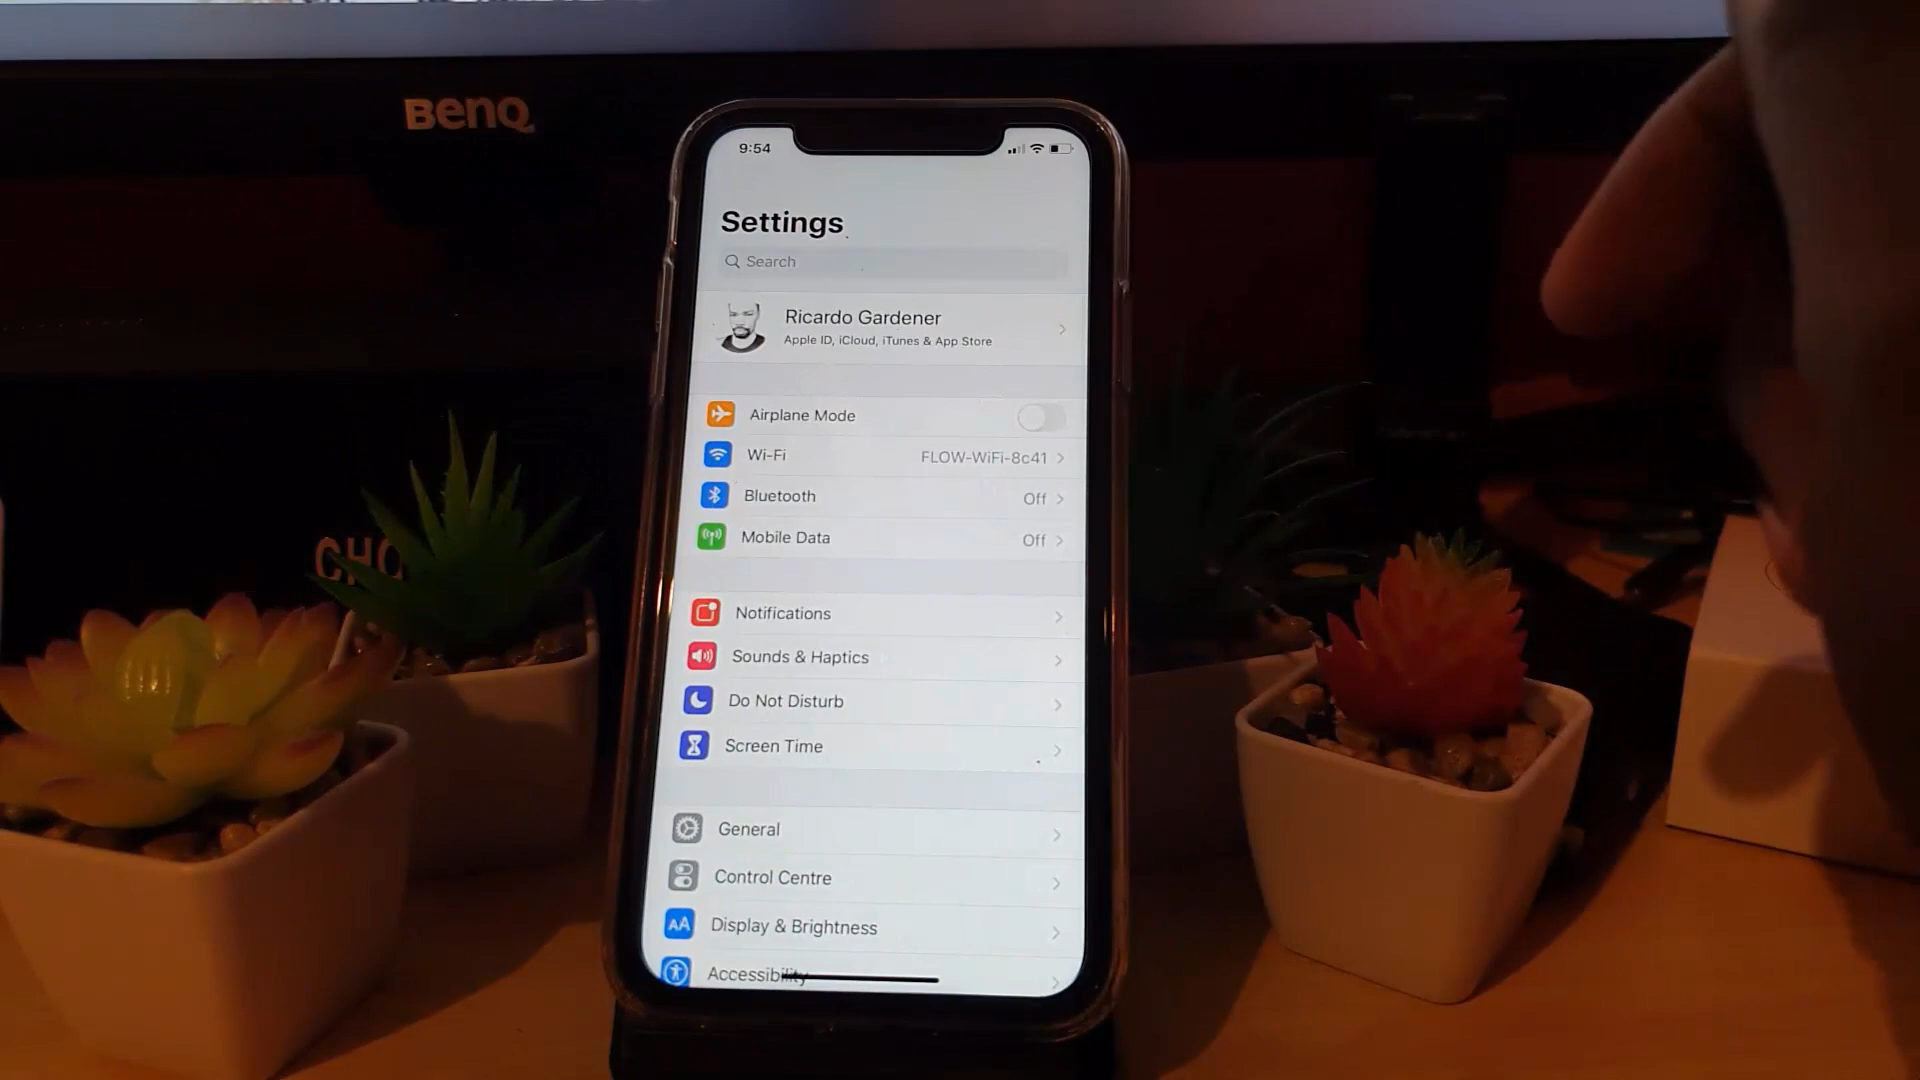 BenQ
9:54
Settings
Search
Ricardo Gardener
Apple ID, iCloud, iTunes & App Store
Airplane Mode
Wi-Fi FLOW-WiFi-8c41
Bluetooth Off
Mobile Data Off
CHO
Notifications
Sounds & Haptics
Do Not Disturb
Screen Time
General
Control Centre
AA Display & Brightness
Accessibility